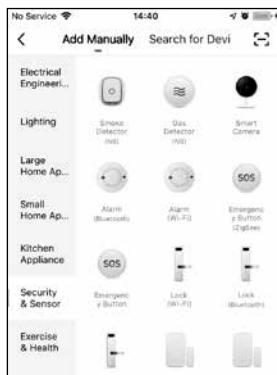 No Service 14:40
Add Manually Search for Devi
Electrical
Engineeri...
Lighting
Large
Home Ap...
Small
Home Ap...
Kitchen
Appliance
Security
& Sensor
Exercise
& Health
Smoke
Detector
Gas
Detector
Smart
Camera
Alarm
(Bluetooth)
Alarm
(Wi-Fi)
SOS
Emergenc
y Button
(ZigBee)
SOS
Emergenc
y Button
Lock
(Wi-Fi)
Lock
(Bluetooth)